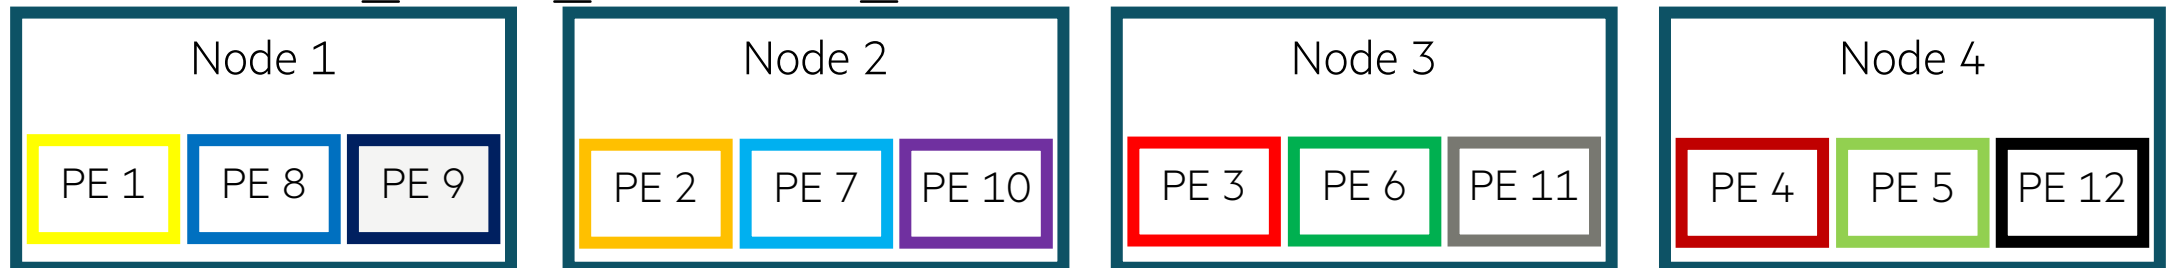 Node 1
PE 1
PE 8
PE 9
Node 2
PE 2
PE 7
PE 10
Node 3
PE 3
PE 6
PE 11
Node 4
PE 4
PE 5
PE 12